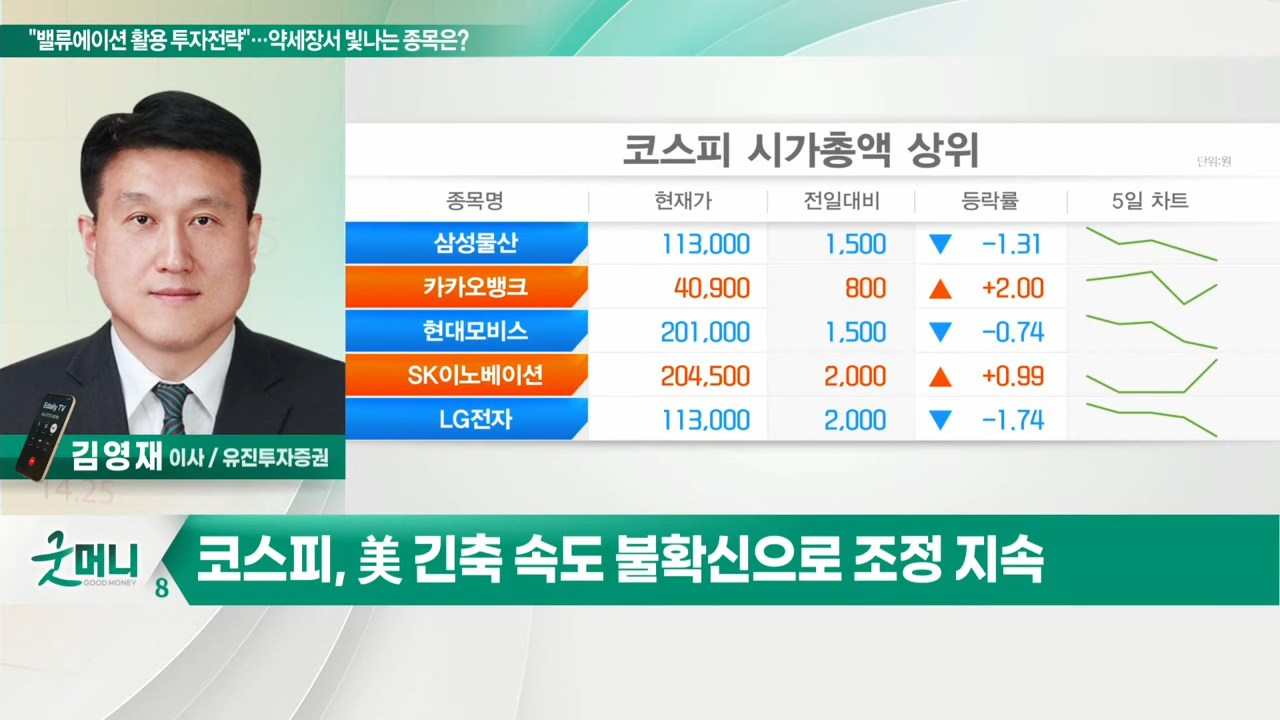 "밸류에이션 활용 투자전략"…약세장서 빛나는 종목은?
코스피 시가총액 상위
단위:원
종목명 현재가 전일대비 등락률 5일 차트
삼성물산 113,000 1,500 ▼ -1.31
카카오뱅크 40,900 800 ▲ +2.00
현대모비스 201,000 1,500 ▼ -0.74
SK이노베이션 204,500 2,000 ▲ +0.99
LG전자 113,000 2,000 ▼ -1.74
Edaily TV
김영재 이사 / 유진투자증권
14.25
굿머니
GOOD MONEY
8
코스피, 美 긴축 속도 불확신으로 조정 지속